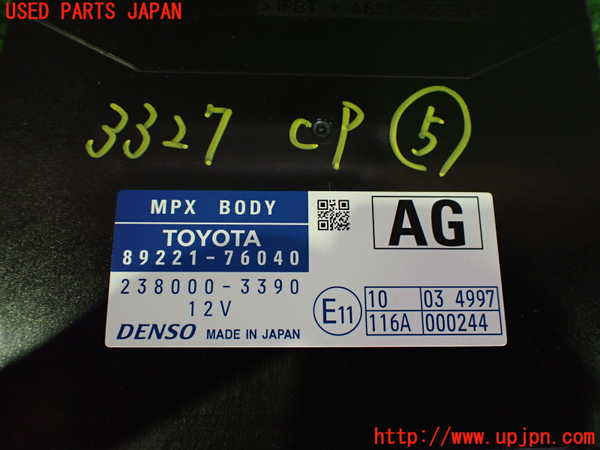 USED PARTS JAPAN
3327 CP 5
MPX BODY
TOYOTA
89221-76040
238000-3390
12V
DENSO MADE IN JAPAN
AG
E11
10 03 4997
116A 000244
http://www.upjpn.com/